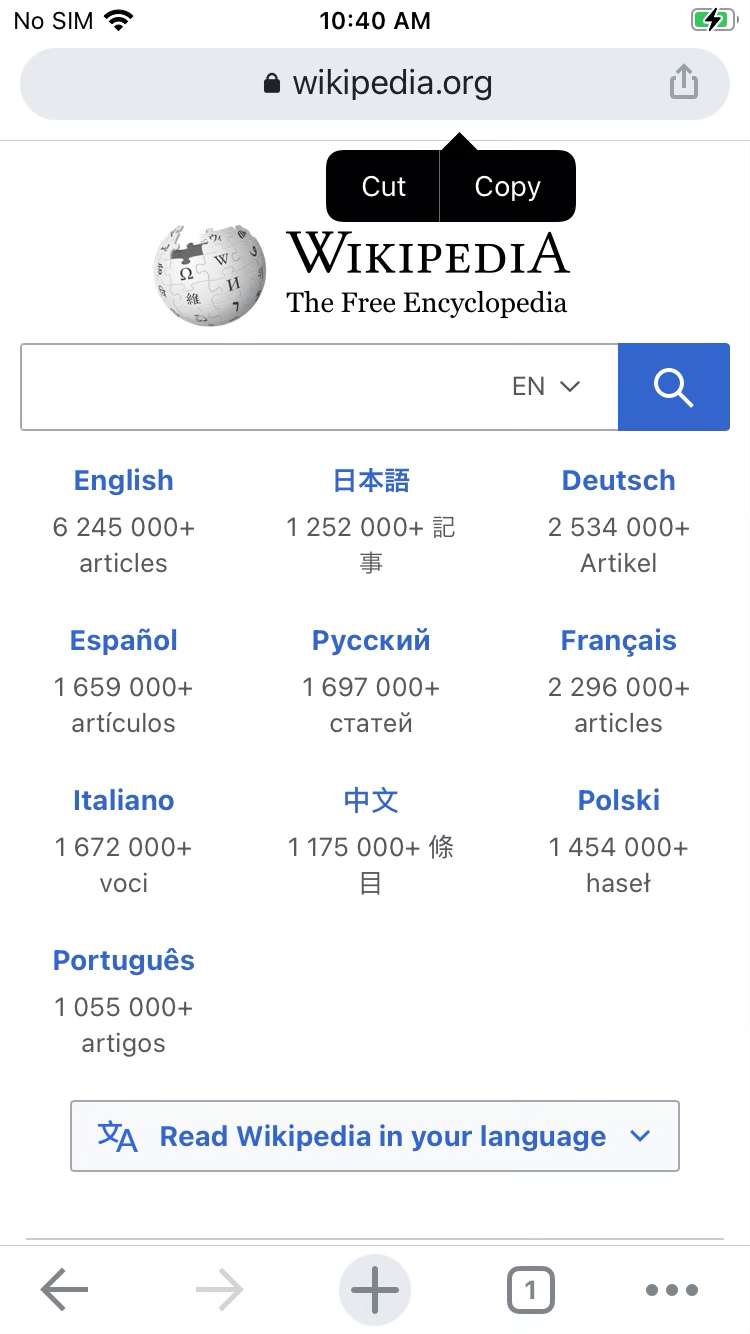 No SIM 10:40 AM
wikipedia.org
Cut Copy
WIKIPEDIA
The Free Encyclopedia
EN
English 日本語 Deutsch
6 245 000+ 1 252 000+ 記 2 534 000+
articles 事 Artikel
Español Русский Français
1 659 000+ 1 697 000+ 2 296 000+
artículos статей articles
Italiano 中文 Polski
1 672 000+ 1 175 000+ 條 1 454 000+
voci 目 haseł
Português
1 055 000+
artigos
Read Wikipedia in your language
1